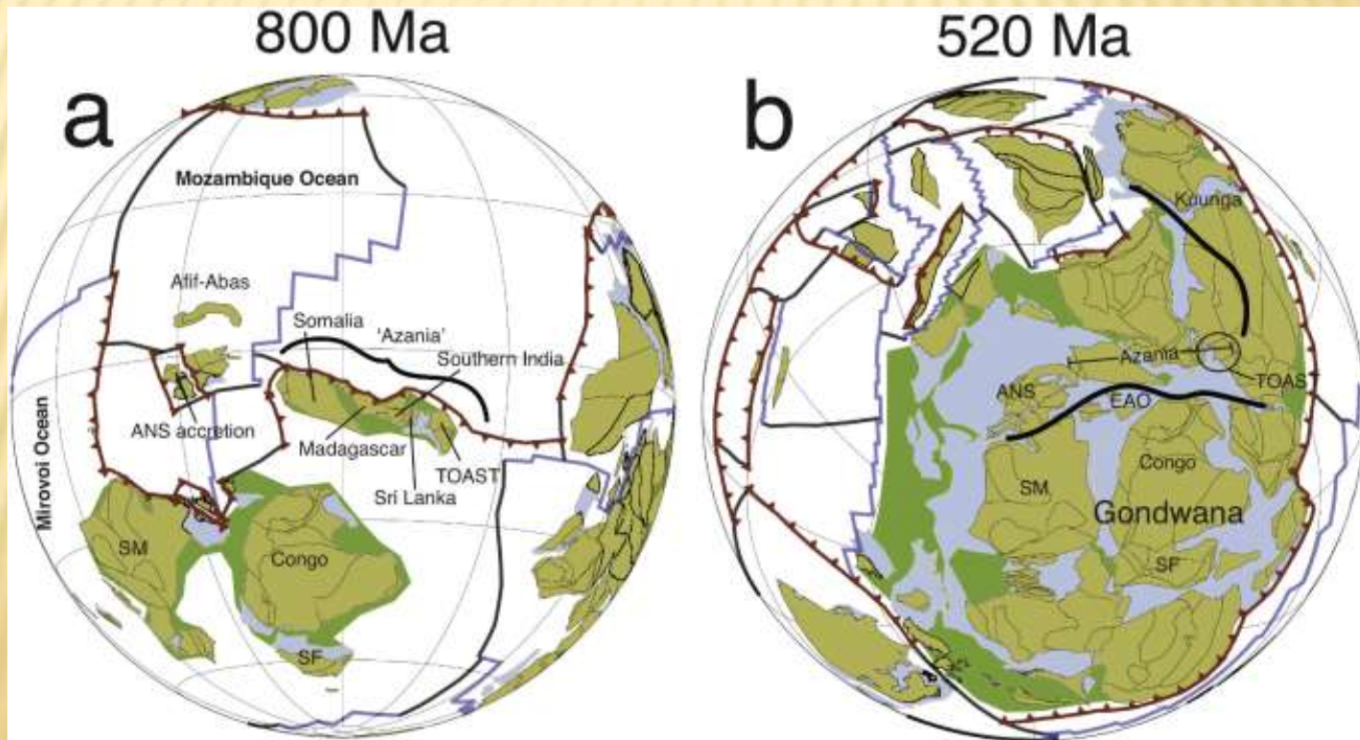 800 Ma
520 Ma
a
Mozambique Ocean
Afif-Abas
Somalia
'Azania'
Southern India
ANS accretion
Madagascar
TOAST
Sri Lanka
Mirovoi Ocean
SM
Congo
SF
b
Kuunga
Azania
TOAST
ANS
EAO
Congo
SM
Gondwana
SF